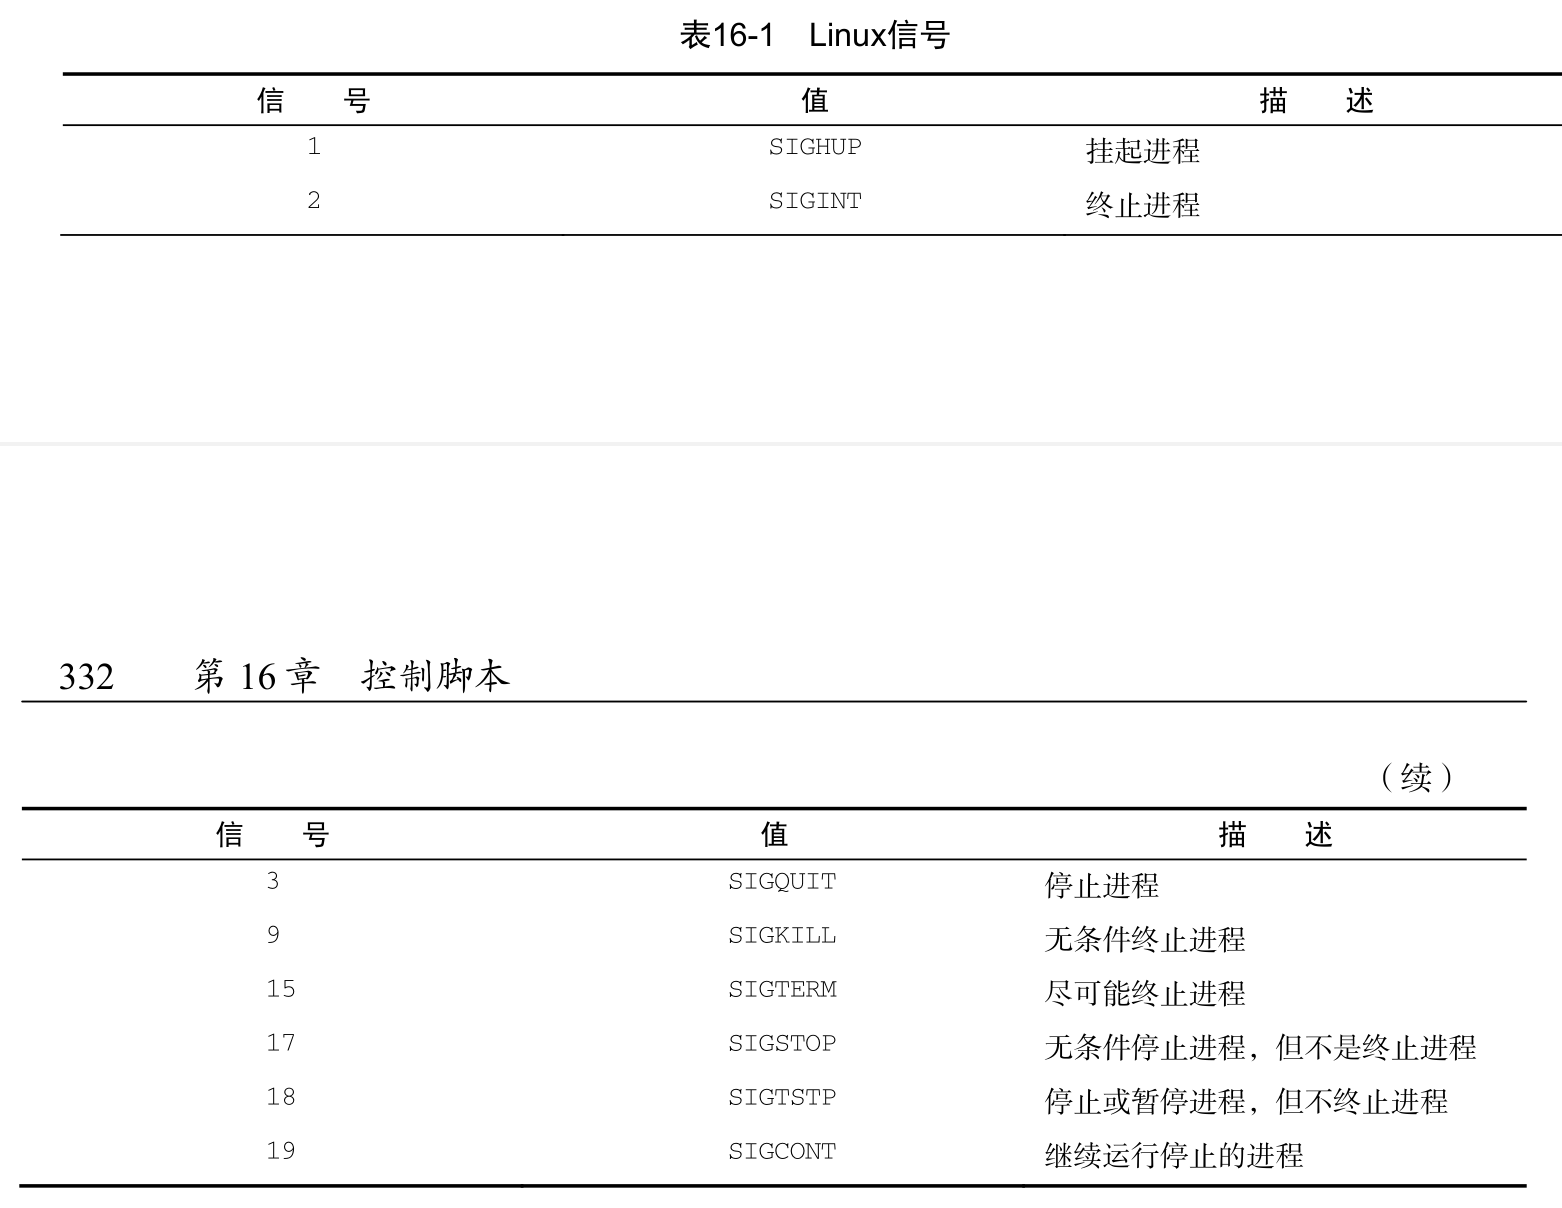 表16-1 Linux信号
信 号 值 描 述
1 SIGHUP 挂起进程
2 SIGINT 终止进程
332 第 16 章 控制脚本
（续）
信 号 值 描 述
3 SIGQUIT 停止进程
9 SIGKILL 无条件终止进程
15 SIGTERM 尽可能终止进程
17 SIGSTOP 无条件停止进程，但不是终止进程
18 SIGTSTP 停止或暂停进程，但不终止进程
19 SIGCONT 继续运行停止的进程